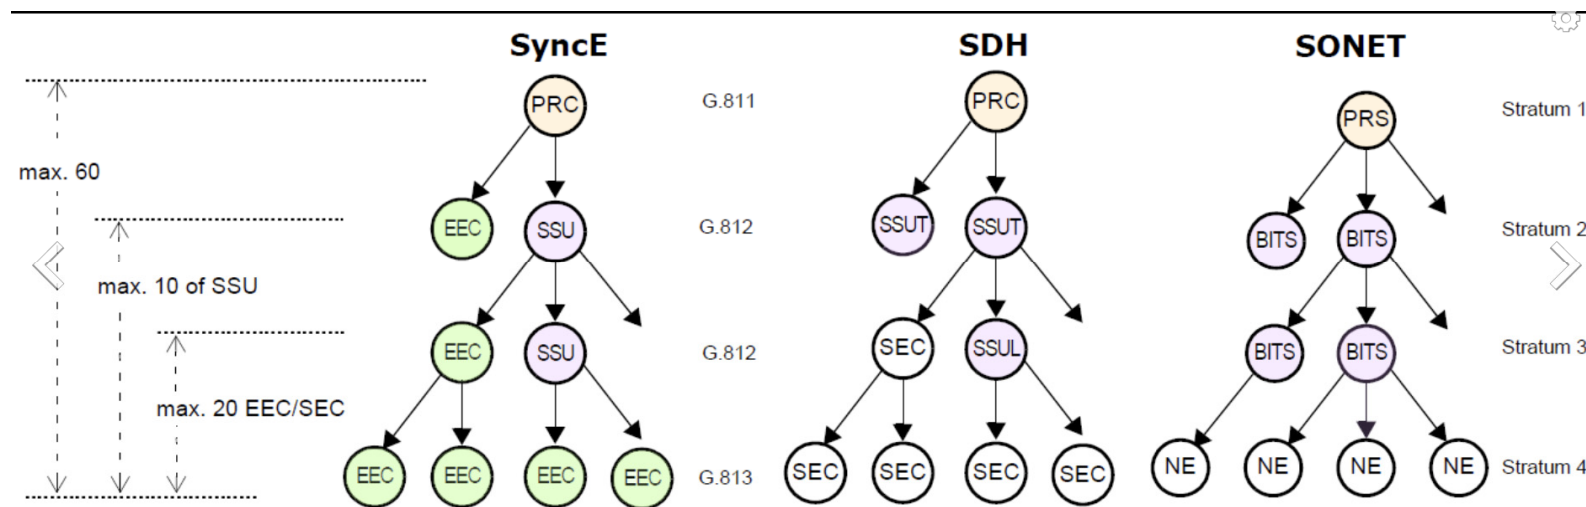 SyncE SDH SONET
PRC G.811 PRC PRS Stratum 1
max. 60
EEC SSU G.812 SSUT SSUT BITS BITS Stratum 2
max. 10 of SSU
EEC SSU G.812 SEC SSUL BITS BITS Stratum 3
max. 20 EEC/SEC
EEC EEC EEC EEC G.813 SEC SEC SEC SEC NE NE NE NE Stratum 4